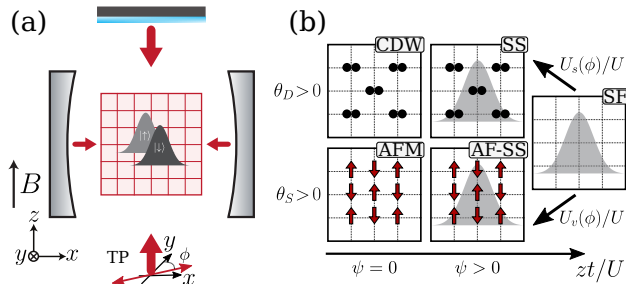 (a)
|↑⟩
|↓⟩
B
z
y
x
TP
y
ϕ
x
(b)
CDW
SS
θ_D > 0
U_s(ϕ)/U
SF
AFM
AF-SS
θ_S > 0
U_v(ϕ)/U
ψ = 0
ψ > 0
zt/U